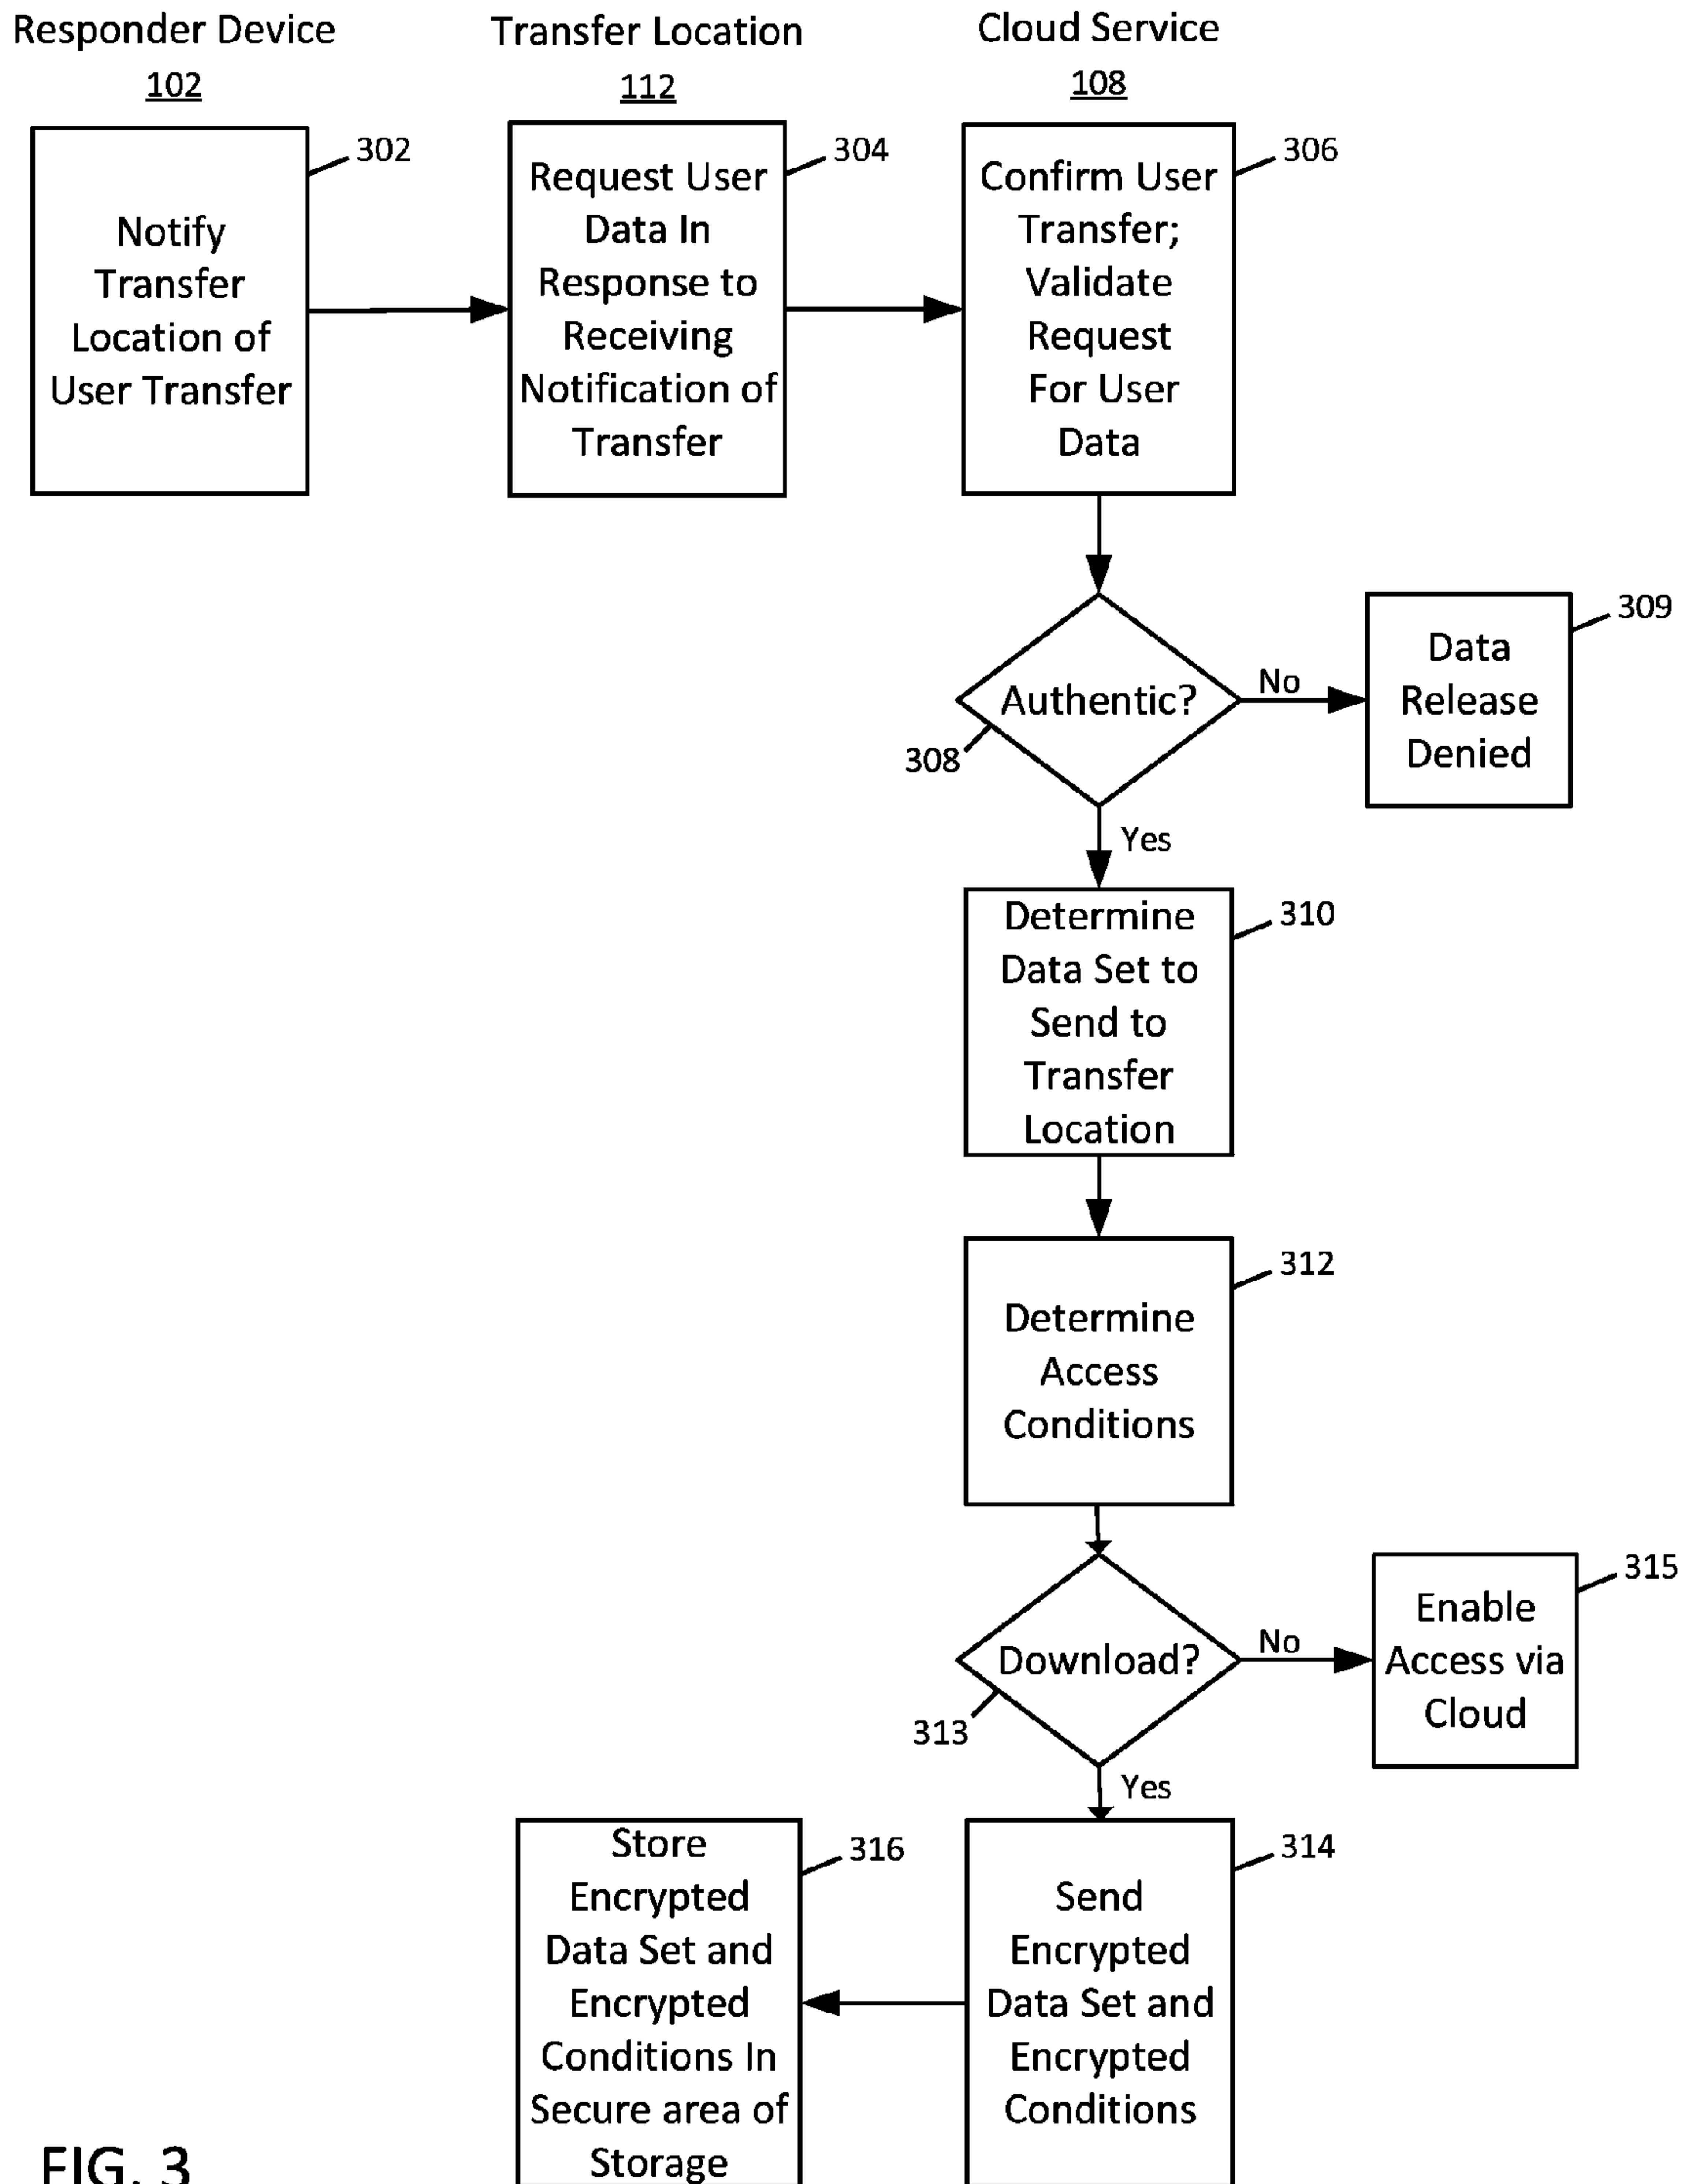 Responder Device
102
Transfer Location
112
Cloud Service
108
302
Notify
Transfer
Location of
User Transfer
304
Request User
Data In
Response to
Receiving
Notification of
Transfer
306
Confirm User
Transfer;
Validate
Request
For User
Data
Authentic?
308
No
309
Data
Release
Denied
Yes
310
Determine
Data Set to
Send to
Transfer
Location
312
Determine
Access
Conditions
Download?
313
No
315
Enable
Access via
Cloud
Yes
314
Send
Encrypted
Data Set and
Encrypted
Conditions
316
Store
Encrypted
Data Set and
Encrypted
Conditions In
Secure area of
Storage
FIG. 3